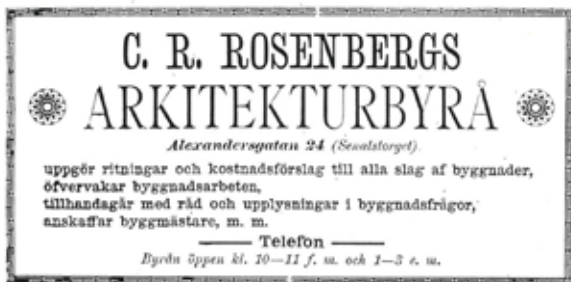 C. R. ROSENBERGS
ARKITEKTURBYRÅ
Alexandersgatan 24 (Senatstorget)
uppgör ritningar och kostnadsförslag till alla slag af byggnader,
öfvervakar byggnadsarbeten,
tillhandagår med råd och upplysningar i byggnadsfrågor,
anskaffar byggmästare, m. m.
Telefon
Byrån öppen kl. 10—11 f. m. och 1—3 e. m.